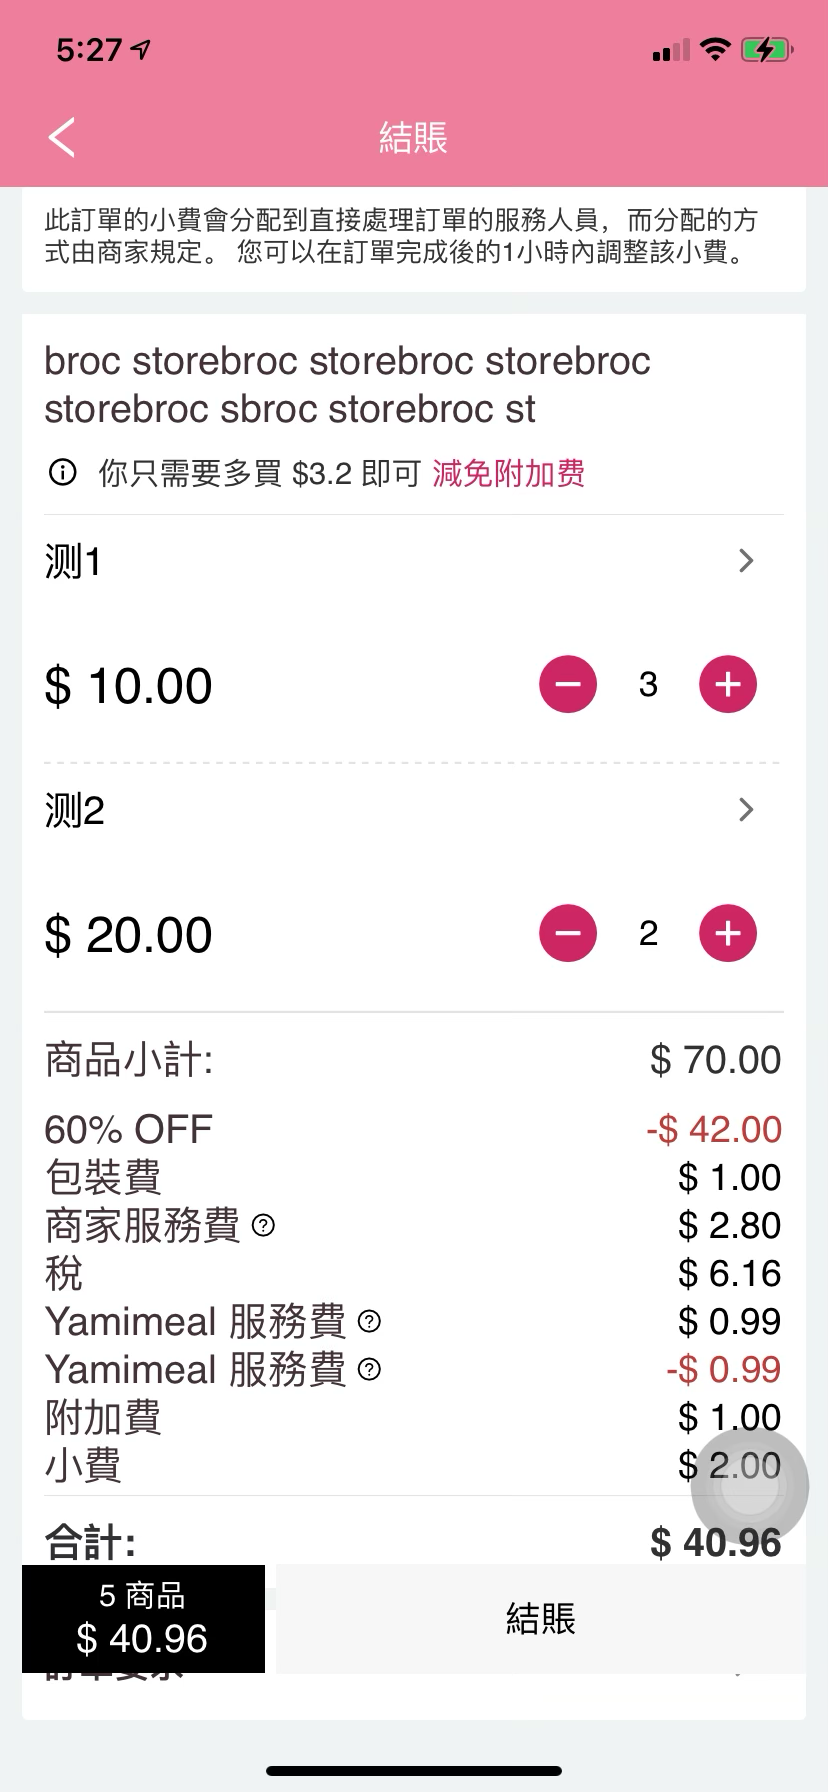 5:27
結賬
此訂單的小費會分配到直接處理訂單的服務人員，而分配的方
式由商家規定。 您可以在訂單完成後的1小時內調整該小費。
broc storebroc storebroc storebroc
storebroc sbroc storebroc st
你只需要多買 $3.2 即可 減免附加费
测1
$ 10.00 3
测2
$ 20.00 2
商品小計: $ 70.00
60% OFF -$ 42.00
包裝費 $ 1.00
商家服務費 $ 2.80
稅 $ 6.16
Yamimeal 服務費 $ 0.99
Yamimeal 服務費 -$ 0.99
附加費 $ 1.00
小費 $ 2.00
合計: $ 40.96
5 商品
$ 40.96
結賬